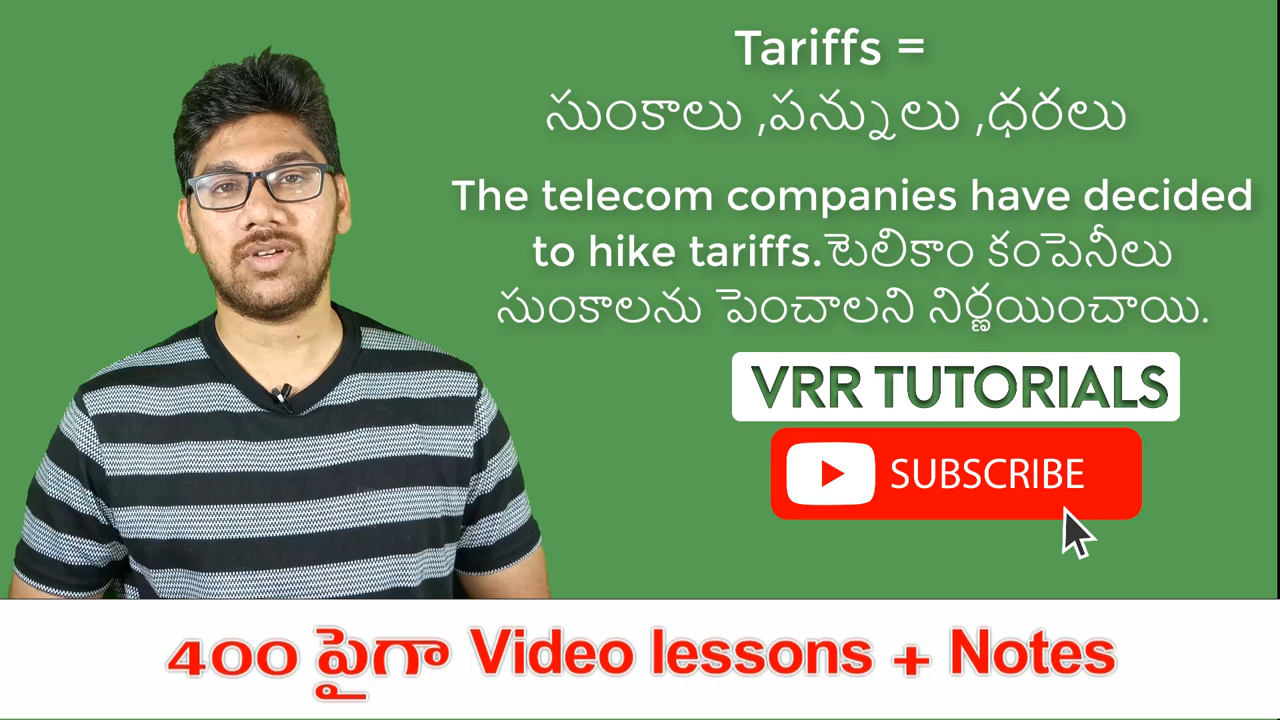 Tariffs =
సుంకాలు ,పన్నులు ,ధరలు
The telecom companies have decided
to hike tariffs. టెలికాం కంపెనీలు
సుంకాలను పెంచాలని నిర్ణయించాయి.
VRR TUTORIALS
SUBSCRIBE
400 పైగా Video lessons + Notes